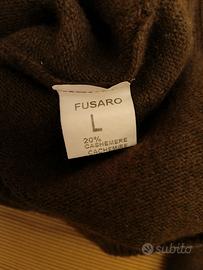 FUSARO
L
20%
CASHEMERE
CACHEMIRE
subito